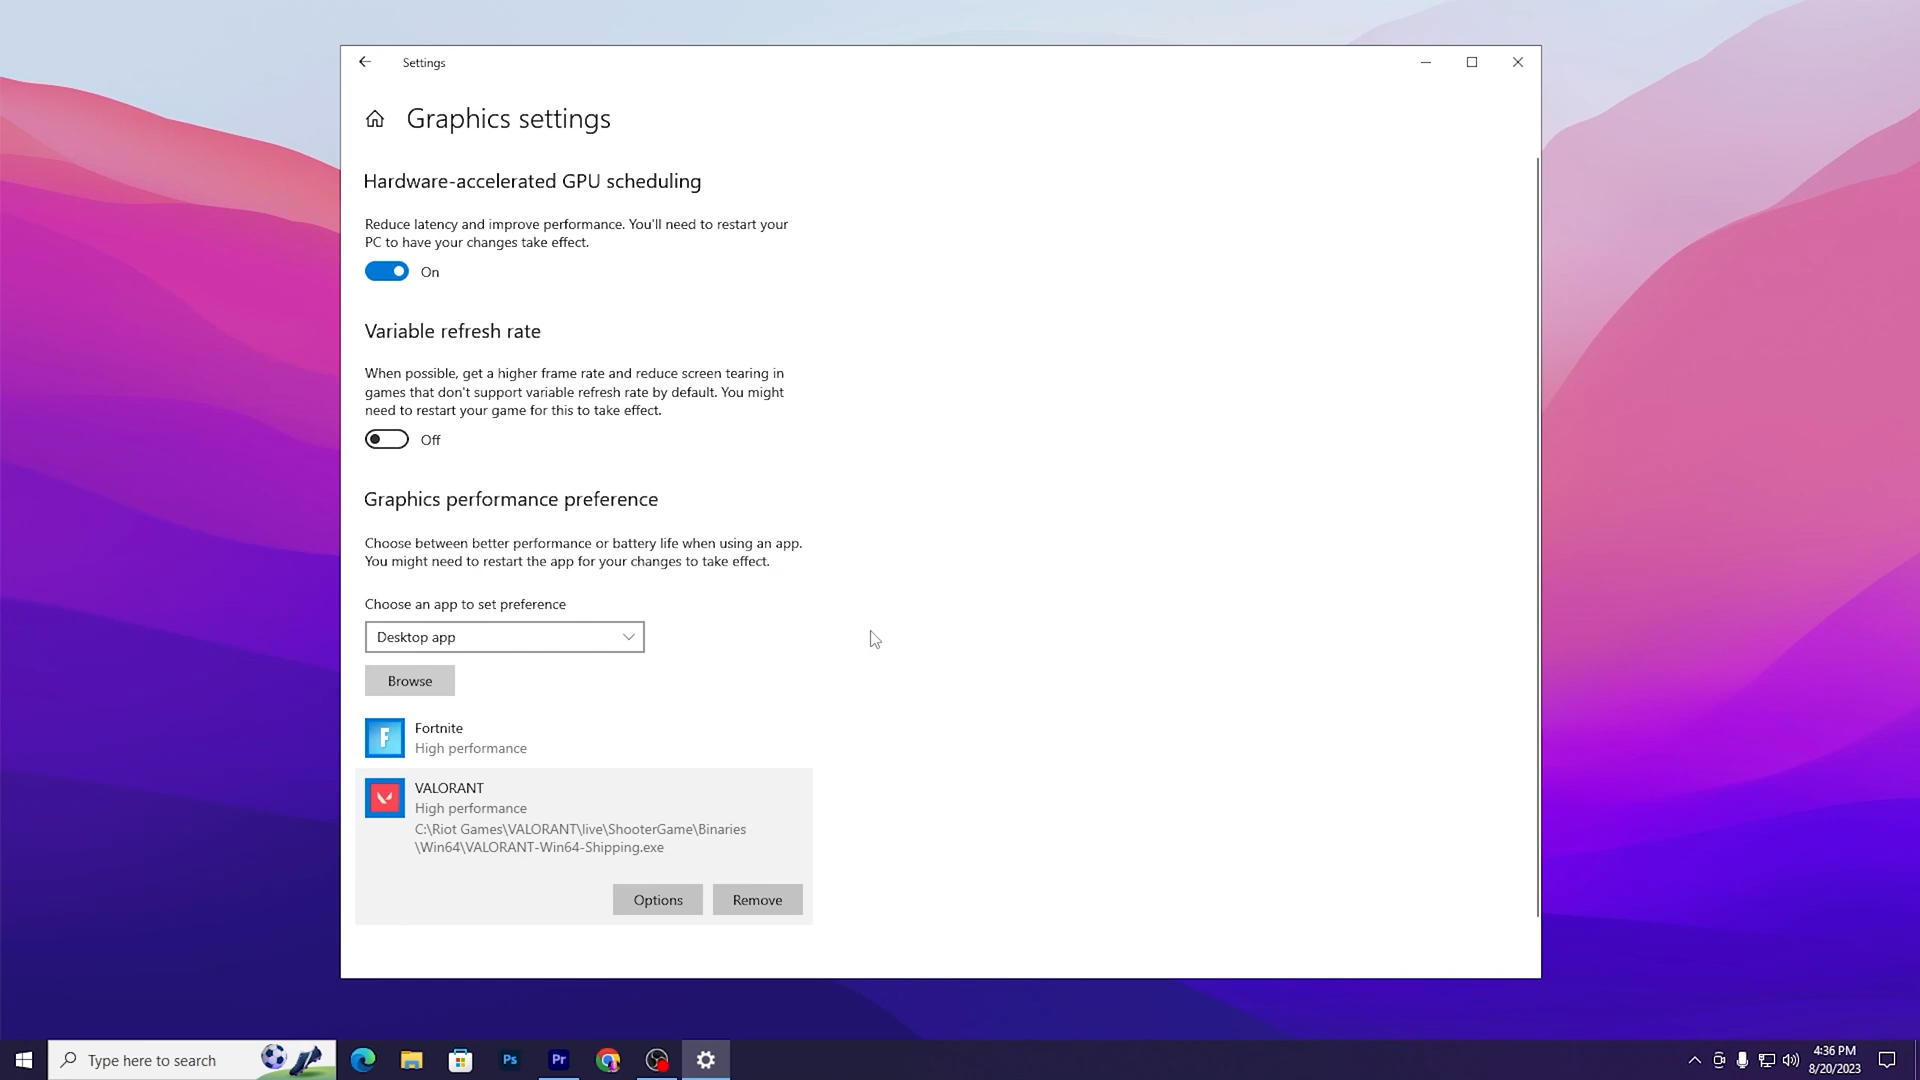 Settings
Graphics settings
Hardware-accelerated GPU scheduling
Reduce latency and improve performance. You'll need to restart your
PC to have your changes take effect.
On
Variable refresh rate
When possible, get a higher frame rate and reduce screen tearing in
games that don't support variable refresh rate by default. You might
need to restart your game for this to take effect.
Off
Graphics performance preference
Choose between better performance or battery life when using an app.
You might need to restart the app for your changes to take effect.
Choose an app to set preference
Desktop app
Browse
F
Fortnite
High performance
VALORANT
High performance
C:\Riot Games\VALORANT\live\ShooterGame\Binaries
\Win64\VALORANT-Win64-Shipping.exe
Options
Remove
Type here to search
Ps
Pr
4:36 PM
8/20/2023